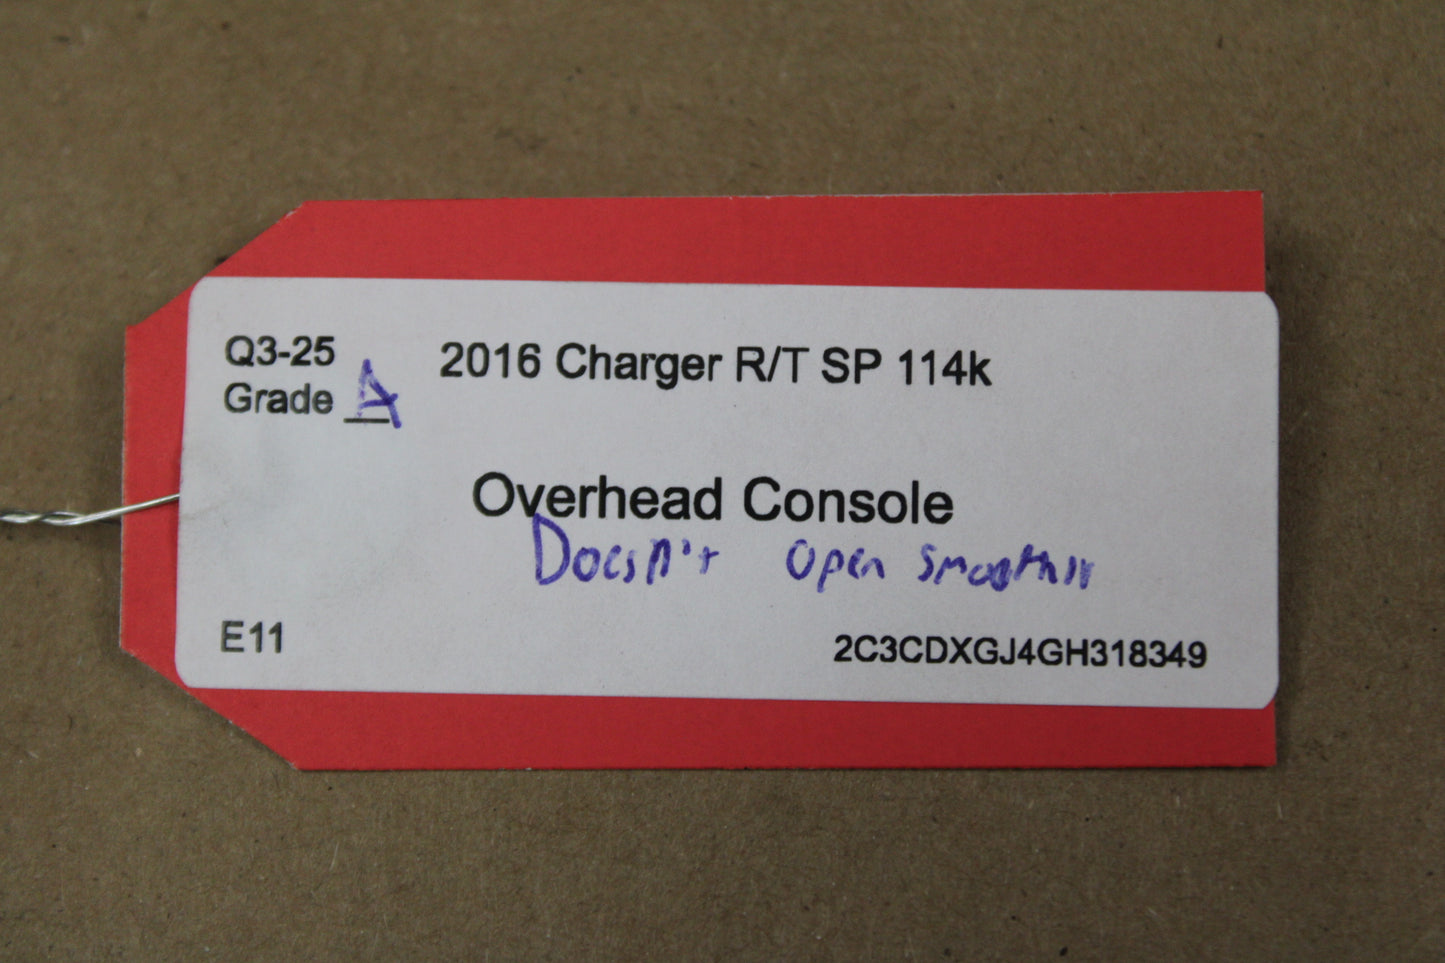 Q3-25
Grade A
2016 Charger R/T SP 114k
Overhead Console
Doesn't Open Smoothly
E11
2C3CDXGJ4GH318349